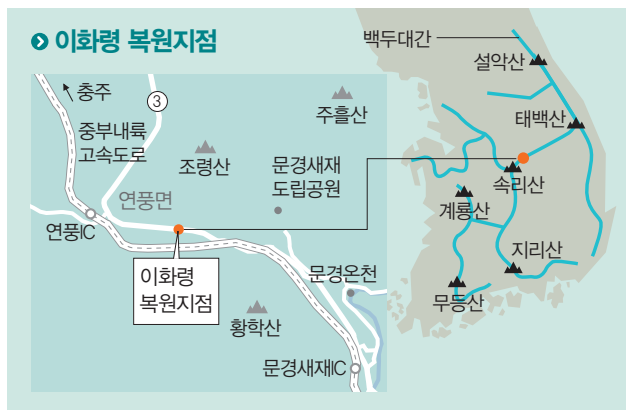 이화령 복원지점
충주
3
중부내륙
고속도로
주흘산
조령산
문경새재
도립공원
연풍면
연풍IC
이화령
복원지점
문경온천
황학산
문경새재IC
백두대간
설악산
태백산
속리산
계룡산
지리산
무등산